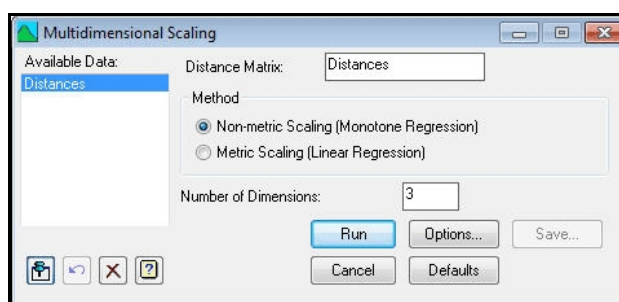 Multidimensional Scaling
Available Data:
Distances
Distance Matrix: Distances
Method
Non-metric Scaling (Monotone Regression)
Metric Scaling (Linear Regression)
Number of Dimensions: 3
Run Options... Save...
Cancel Defaults